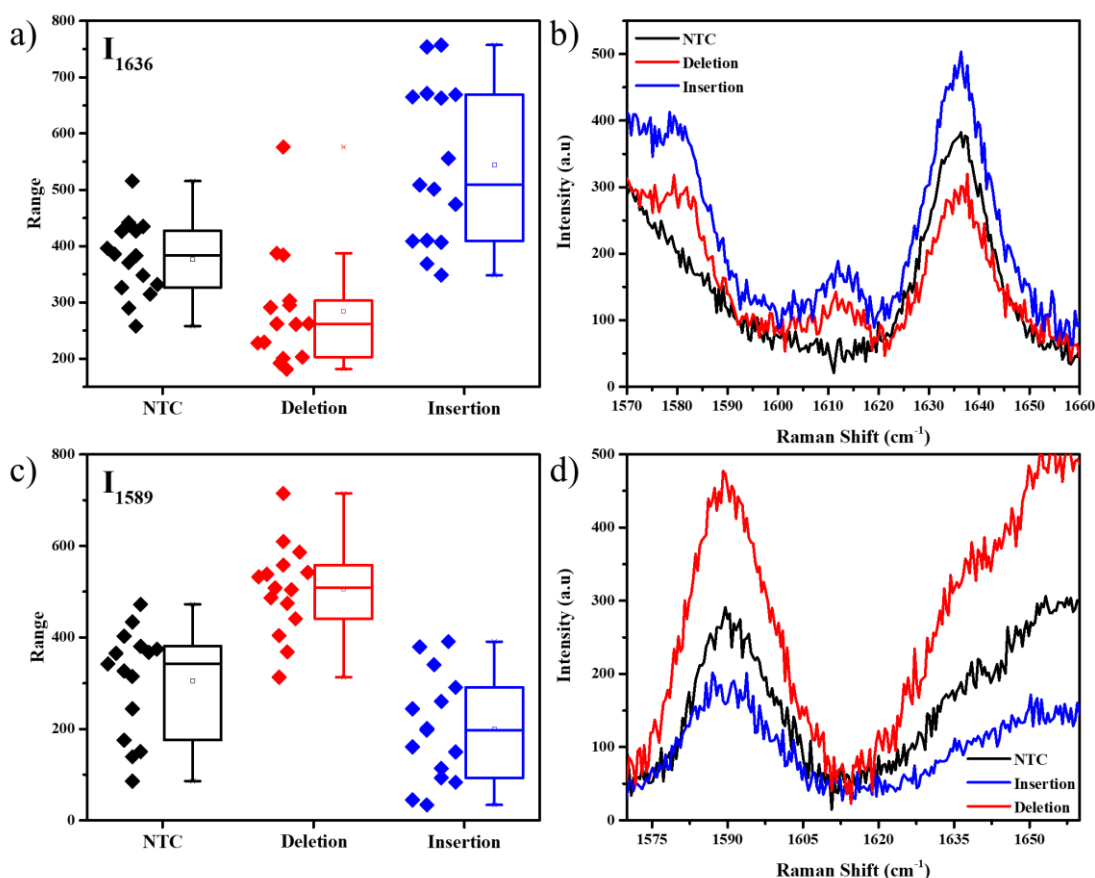 a)
I1636
800
700
600
500
400
300
200
Range
NTC
Deletion
Insertion
b)
NTC
Deletion
Insertion
500
400
300
200
100
0
Intensity (a.u)
1570
1580
1590
1600
1610
1620
1630
1640
1650
1660
Raman Shift (cm-1)
c)
I1589
800
600
400
200
0
Range
NTC
Deletion
Insertion
d)
500
400
300
200
100
0
Intensity (a.u)
NTC
Insertion
Deletion
1575
1590
1605
1620
1635
1650
Raman Shift (cm-1)